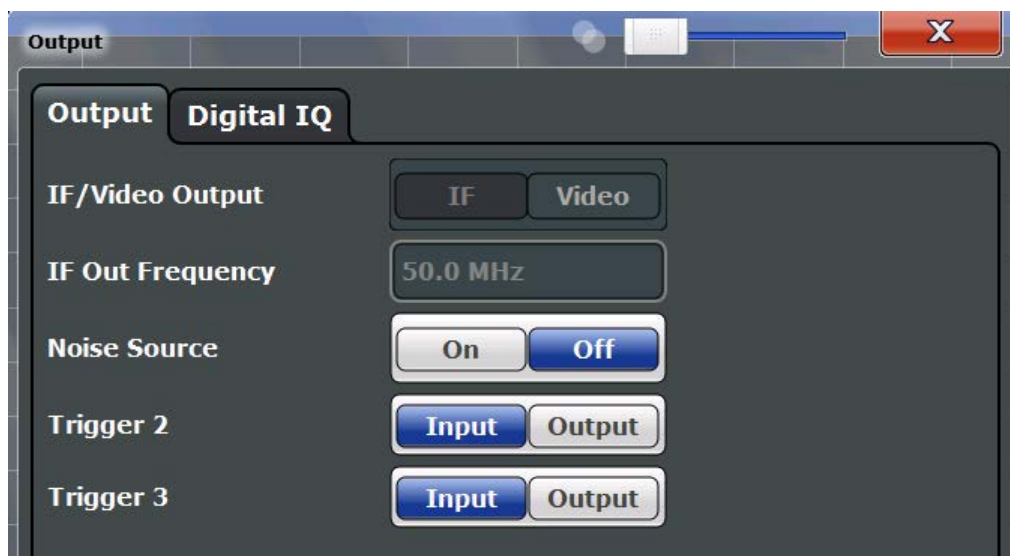 Output
X
Output Digital IQ
IF/Video Output IF Video
IF Out Frequency 50.0 MHz
Noise Source On Off
Trigger 2 Input Output
Trigger 3 Input Output